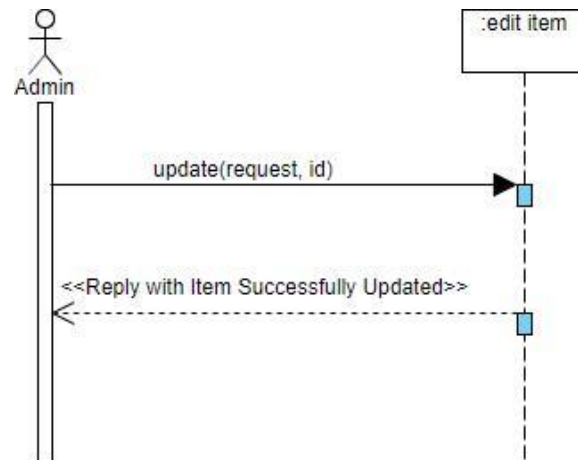 :edit item
Admin
update(request, id)
<<Reply with Item Successfully Updated>>